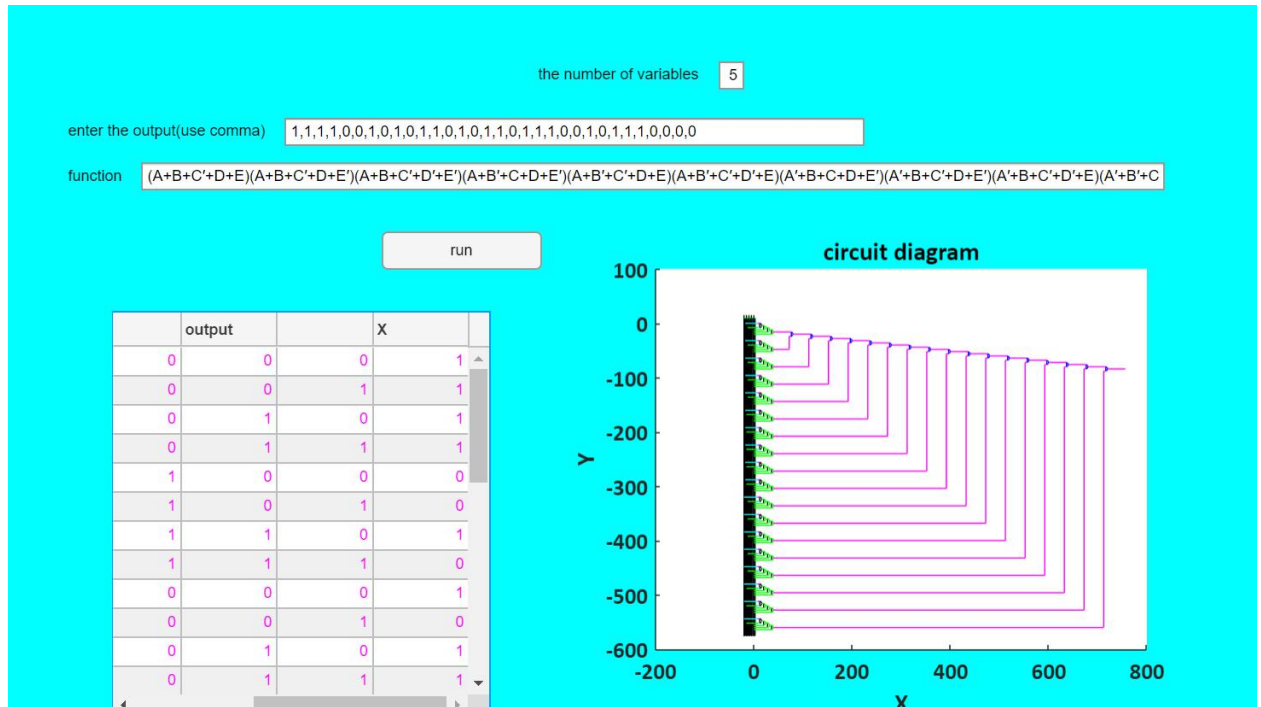 the number of variables 5
enter the output(use comma) 1,1,1,1,0,0,1,0,1,0,1,1,0,1,0,1,1,0,1,1,1,0,0,1,0,1,1,1,0,0,0,0
function (A+B+C'+D+E)(A+B+C'+D+E')(A+B+C'+D'+E')(A+B'+C+D+E')(A+B'+C'+D+E)(A+B'+C'+D'+E)(A'+B+C+D+E')(A'+B+C'+D+E')(A'+B+C'+D'+E)(A'+B'+C
run
output X
0 0 0 1
0 0 1 1
0 1 0 1
0 1 1 1
1 0 0 0
1 0 1 0
1 1 0 1
1 1 1 0
0 0 0 1
0 0 1 0
0 1 0 1
0 1 1 1
circuit diagram
100
0
-100
-200
-300
-400
-500
-600
Y
-200 0 200 400 600 800
X